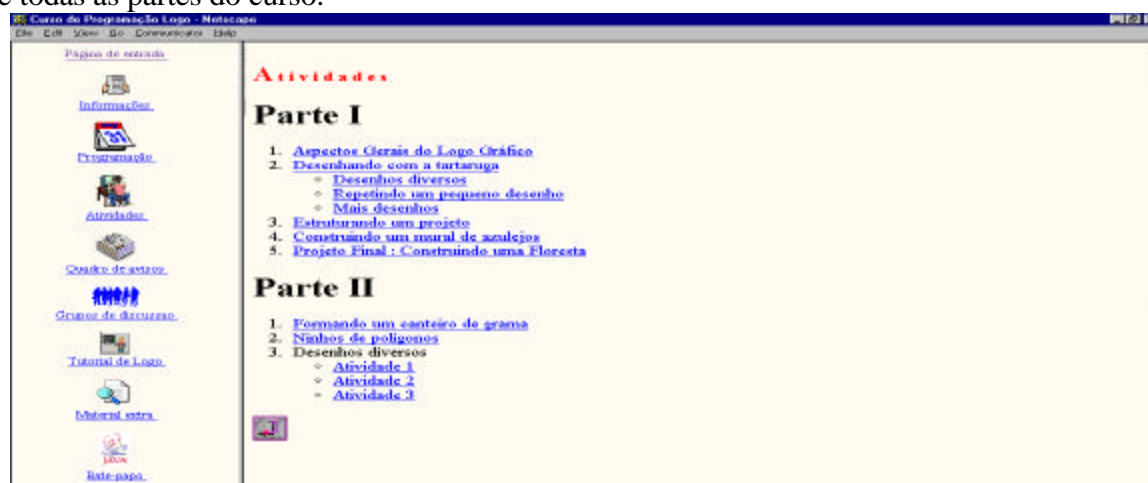 e todas as partes do curso.
Curso de Programação Logo - Netscape
File Edit View Go Communicator Help
Página de entrada
Informações
Programação
Atividades
Quadro de avisos
Grupos de discussão
Tutorial de Logo
Material extra
Bate-papo
Atividades
Parte I
1. Aspectos Gerais do Logo Gráfico
2. Desenhando com a tartaruga
Desenhos diversos
Repetindo um pequeno desenho
Mais desenhos
3. Estruturando um projeto
4. Construindo um mural de azulejos
5. Projeto Final : Construindo uma Floresta
Parte II
1. Formando um canteiro de grama
2. Ninhos de polígonos
3. Desenhos diversos
Atividade 1
Atividade 2
Atividade 3